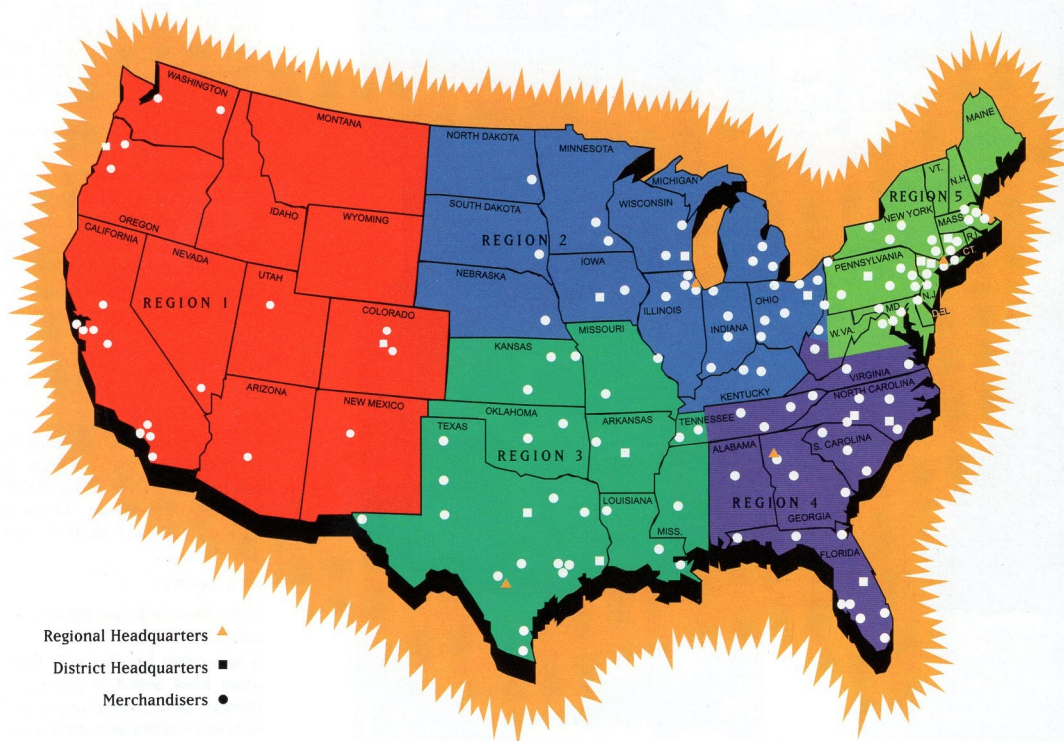 WASHINGTON
MONTANA
OREGON
IDAHO
WYOMING
CALIFORNIA
NEVADA
UTAH
REGION 1
COLORADO
ARIZONA
NEW MEXICO
NORTH DAKOTA
MINNESOTA
SOUTH DAKOTA
WISCONSIN
MICHIGAN
REGION 2
NEBRASKA
IOWA
ILLINOIS
INDIANA
OHIO
KENTUCKY
MISSOURI
KANSAS
OKLAHOMA
ARKANSAS
TEXAS
REGION 3
LOUISIANA
MISS.
TENNESSEE
ALABAMA
REGION 4
GEORGIA
FLORIDA
S. CAROLINA
NORTH CAROLINA
VIRGINIA
MAINE
VT.
N.H.
REGION 5
NEW YORK
MASS.
R.I.
CT.
PENNSYLVANIA
N.J.
MD.
DEL
W.VA.
Regional Headquarters
District Headquarters
Merchandisers